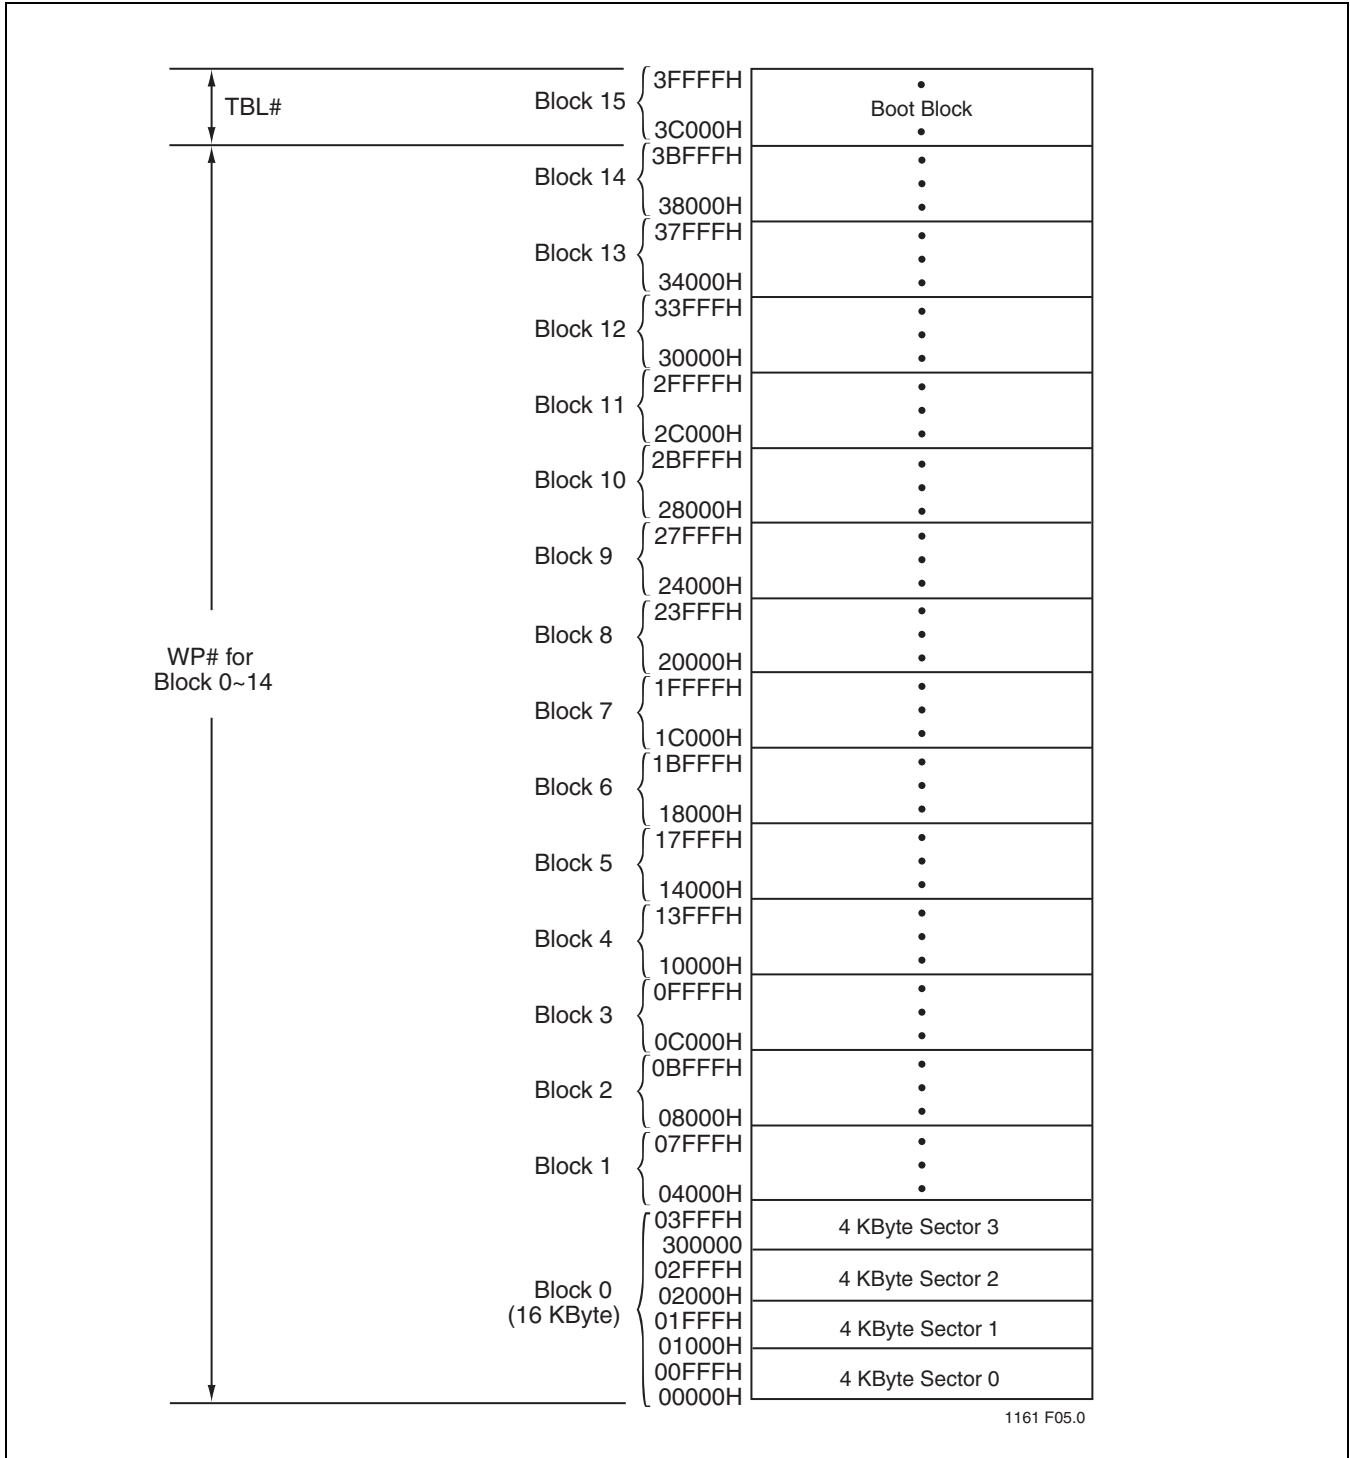 TBL#
Block 15
3FFFFH
3C000H
Boot Block
Block 14
3BFFFH
38000H
Block 13
37FFFH
34000H
Block 12
33FFFH
30000H
Block 11
2FFFFH
2C000H
Block 10
2BFFFH
28000H
Block 9
27FFFH
24000H
Block 8
23FFFH
20000H
WP# for
Block 0~14
Block 7
1FFFFH
1C000H
Block 6
1BFFFH
18000H
Block 5
17FFFH
14000H
Block 4
13FFFH
10000H
Block 3
0FFFFH
0C000H
Block 2
0BFFFH
08000H
Block 1
07FFFH
04000H
Block 0
(16 KByte)
03FFFH
300000
4 KByte Sector 3
02FFFH
02000H
4 KByte Sector 2
01FFFH
01000H
4 KByte Sector 1
00FFFH
00000H
4 KByte Sector 0
1161 F05.0